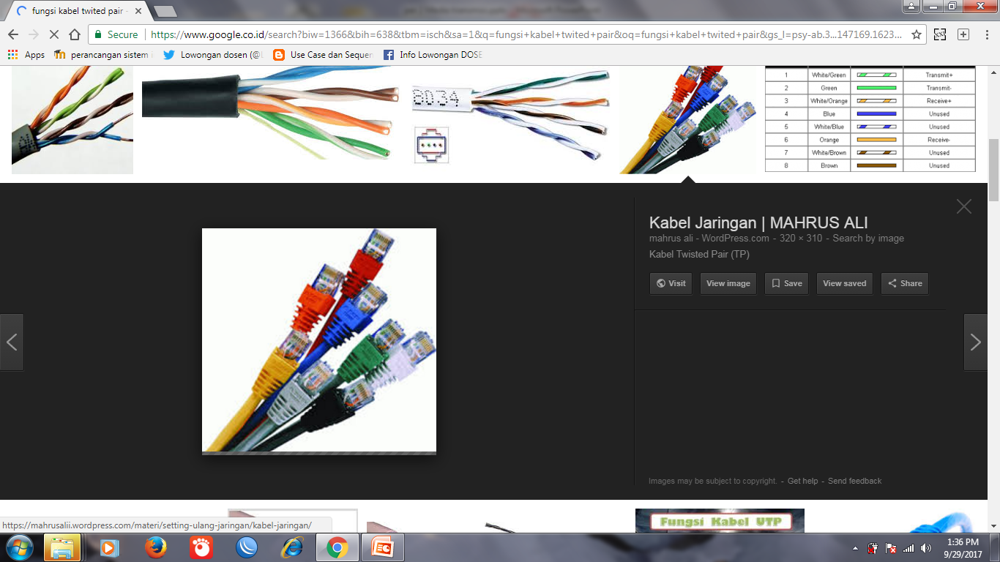 fungsi kabel twited pair -
Secure
https://www.google.co.id/search?biw=1366&bih=638&tbm=isch&sa=1&q=fungsi+kabel+twited+pair&oq=fungsi+kabel+twited+pair&gs_l=psy-ab.3...147169.1623...
Apps
perancangan sistem
Lowongan dosen (@L
Use Case dan Sequen
Info Lowongan DOSE
8034
1 White/Green Transmit+
2 Green Transmit-
3 White/Orange Receive+
4 Blue Unused
5 White/Blue Unused
6 Orange Receive-
7 White/Brown Unused
8 Brown Unused
Kabel Jaringan | MAHRUS ALI
mahrus ali - WordPress.com - 320 × 310 - Search by image
Kabel Twisted Pair (TP)
Visit View image Save View saved Share
Images may be subject to copyright. - Get help - Send feedback
Fungsi Kabel UTP
https://mahrusalii.wordpress.com/materi/setting-ulang-jaringan/kabel-jaringan/
1:36 PM
9/29/2017